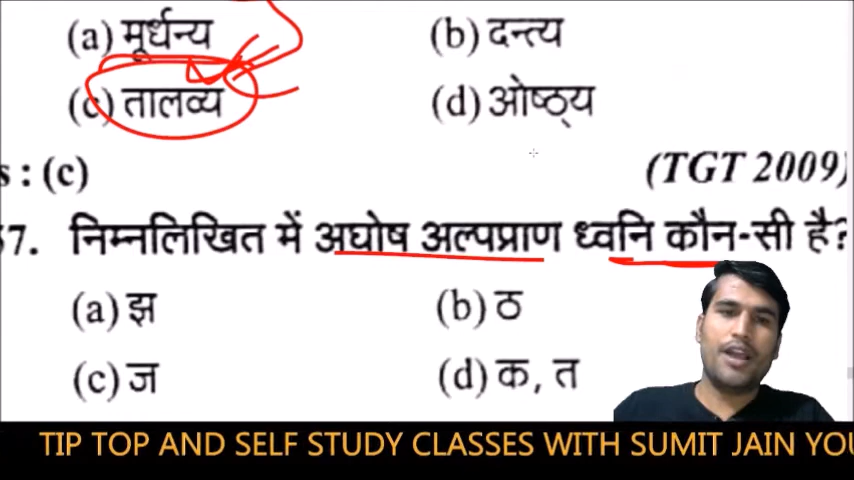 (a) मूर्धन्य (b) दन्त्य
(c) तालव्य (d) ओष्ठ्य
s : (c) (TGT 2009)
57. निम्नलिखित में अघोष अल्पप्राण ध्वनि कौन-सी है?
(a) झ (b) ठ
(c) ज (d) क, त
TIP TOP AND SELF STUDY CLASSES WITH SUMIT JAIN YOU